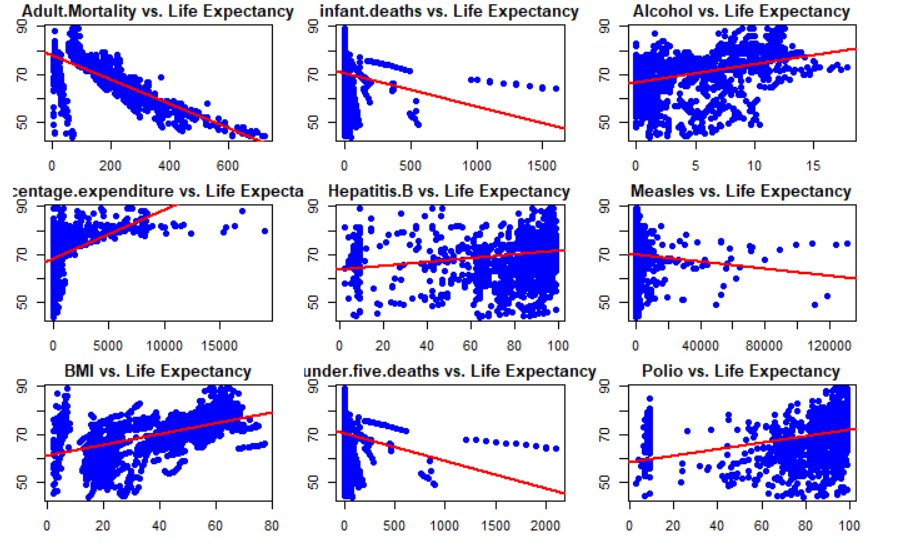 Adult.Mortality vs. Life Expectancy
90
70
50
0 200 400 600
infant.deaths vs. Life Expectancy
90
70
50
0 500 1000 1500
Alcohol vs. Life Expectancy
90
70
50
0 5 10 15
centage.expenditure vs. Life Expecta
90
70
50
0 5000 10000 15000
Hepatitis.B vs. Life Expectancy
90
70
50
0 20 40 60 80 100
Measles vs. Life Expectancy
90
70
50
0 40000 80000 120000
BMI vs. Life Expectancy
90
70
50
0 20 40 60 80
under.five.deaths vs. Life Expectancy
90
70
50
0 500 1000 1500 2000
Polio vs. Life Expectancy
90
70
50
0 20 40 60 80 100